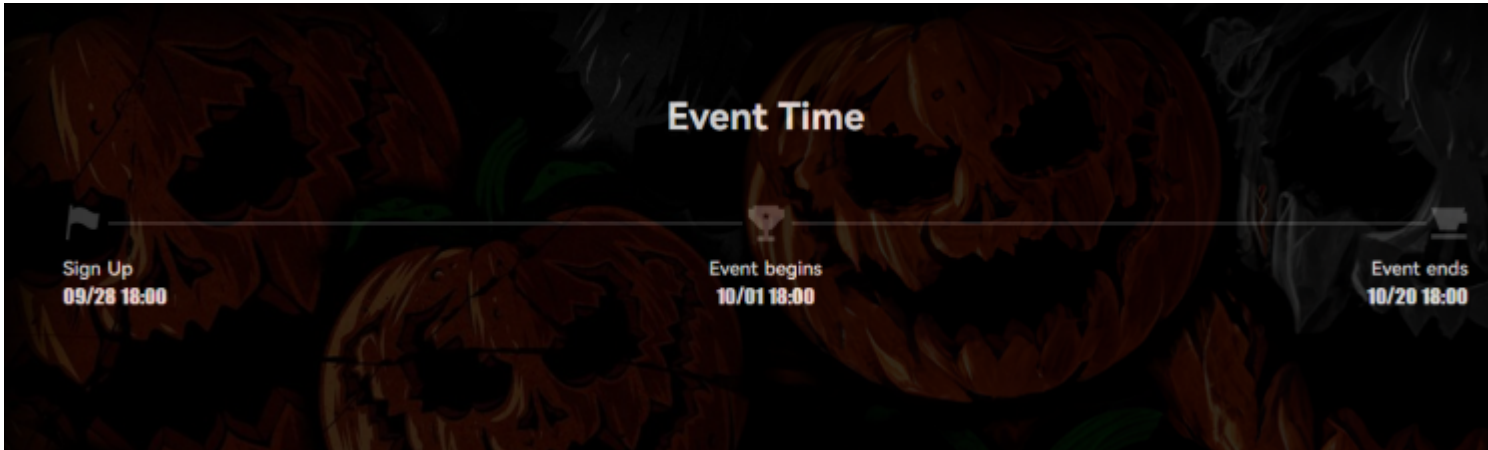 Event Time
Sign Up
09/28 18:00
Event begins
10/01 18:00
Event ends
10/20 18:00